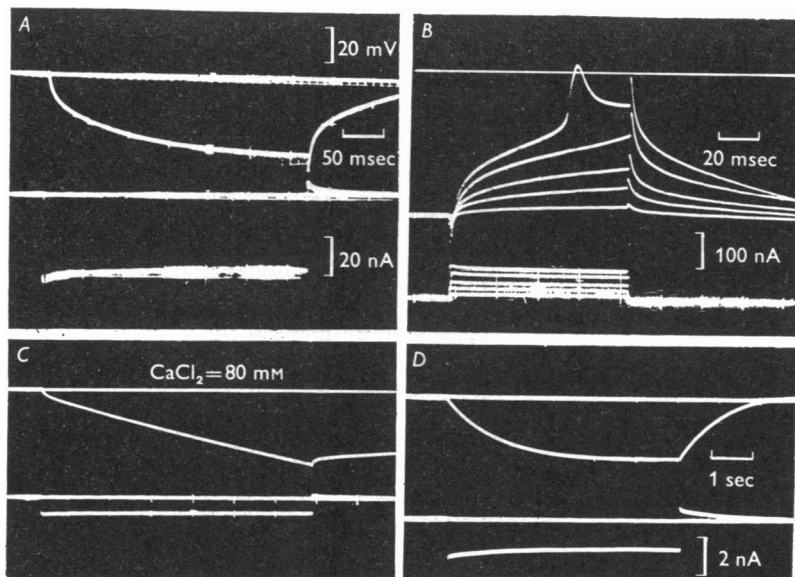 A
20 mV
50 msec
20 nA
B
20 msec
100 nA
C
CaCl₂=80 mM
D
1 sec
2 nA